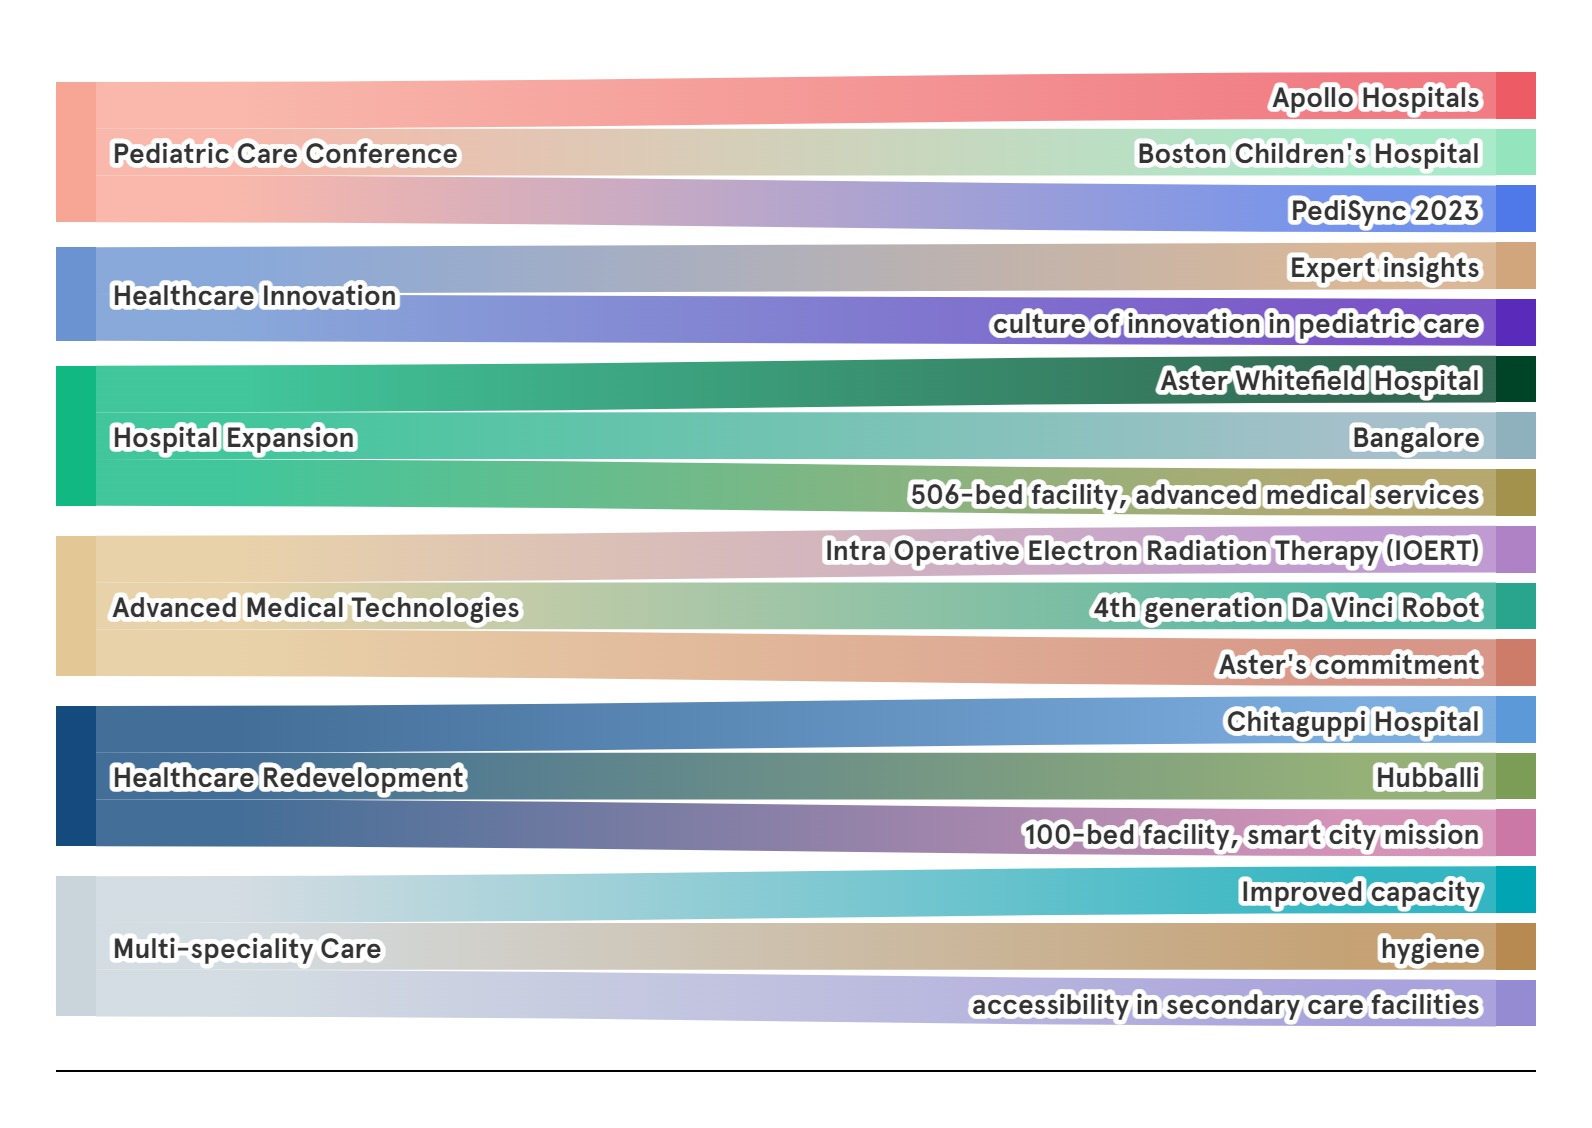 Pediatric Care Conference
Apollo Hospitals
Boston Children's Hospital
PediSync 2023
Healthcare Innovation
Expert insights
culture of innovation in pediatric care
Hospital Expansion
Aster Whitefield Hospital
Bangalore
506-bed facility, advanced medical services
Advanced Medical Technologies
Intra Operative Electron Radiation Therapy (IOERT)
4th generation Da Vinci Robot
Aster's commitment
Healthcare Redevelopment
Chitaguppi Hospital
Hubballi
100-bed facility, smart city mission
Multi-speciality Care
Improved capacity
hygiene
accessibility in secondary care facilities